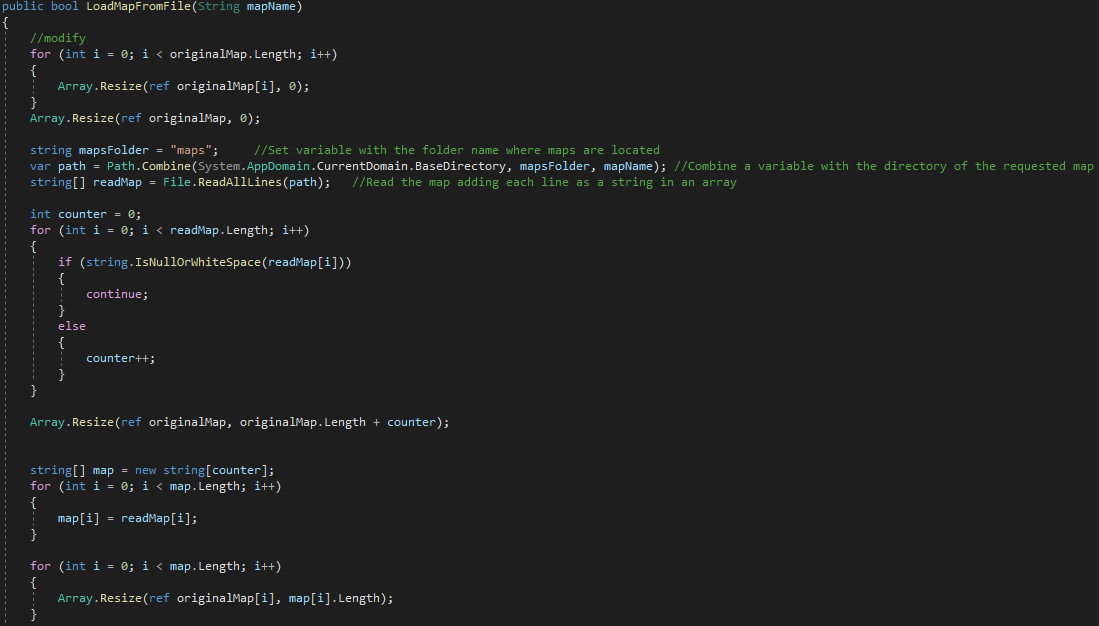 public bool LoadMapFromFile(String mapName)
{
    //modify
    for (int i = 0; i < originalMap.Length; i++)
    {
        Array.Resize(ref originalMap[i], 0);
    }
    Array.Resize(ref originalMap, 0);

    string mapsFolder = "maps";     //Set variable with the folder name where maps are located
    var path = Path.Combine(System.AppDomain.CurrentDomain.BaseDirectory, mapsFolder, mapName); //Combine a variable with the directory of the requested map
    string[] readMap = File.ReadAllLines(path);   //Read the map adding each line as a string in an array

    int counter = 0;
    for (int i = 0; i < readMap.Length; i++)
    {
        if (string.IsNullOrWhiteSpace(readMap[i]))
        {
            continue;
        }
        else
        {
            counter++;
        }
    }

    Array.Resize(ref originalMap, originalMap.Length + counter);


    string[] map = new string[counter];
    for (int i = 0; i < map.Length; i++)
    {
        map[i] = readMap[i];
    }

    for (int i = 0; i < map.Length; i++)
    {
        Array.Resize(ref originalMap[i], map[i].Length);
    }